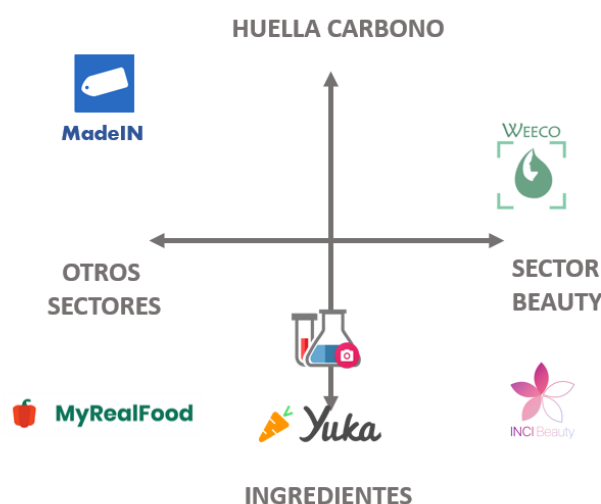 HUELLA CARBONO
MadeIN
WEECO
OTROS
SECTORES
SECTOR
BEAUTY
MyRealFood
Yuka
INCI Beauty
INGREDIENTES